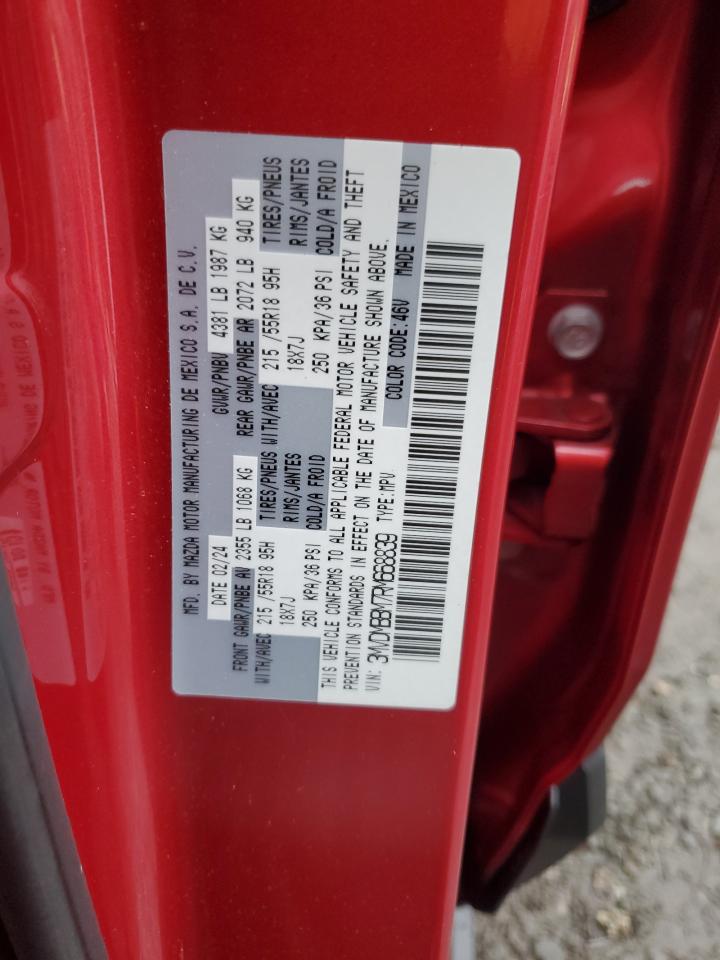 MFD. BY MAZDA MOTOR MANUFACTURING DE MEXICO S.A. DE C.V.
DATE 02/24 GVWR/PNBV 4381 LB 1987 KG
FRONT GAWR/PNBE AV 2355 LB 1068 KG REAR GAWR/PNBE AR 2072 LB 940 KG
WITH/AVEC 215 /55R18 95H TIRES/PNEUS WITH/AVEC 215 /55R18 95H TIRES/PNEUS
18X7J RIMS/JANTES 18X7J RIMS/JANTES
250 KPA/36 PSI COLD/A FROID 250 KPA/36 PSI COLD/A FROID
THIS VEHICLE CONFORMS TO ALL APPLICABLE FEDERAL MOTOR VEHICLE SAFETY AND THEFT
PREVENTION STANDARDS IN EFFECT ON THE DATE OF MANUFACTURE SHOWN ABOVE.
VIN: 3MVDMBBM7RM668839 TYPE:MPV COLOR CODE:46V MADE IN MEXICO